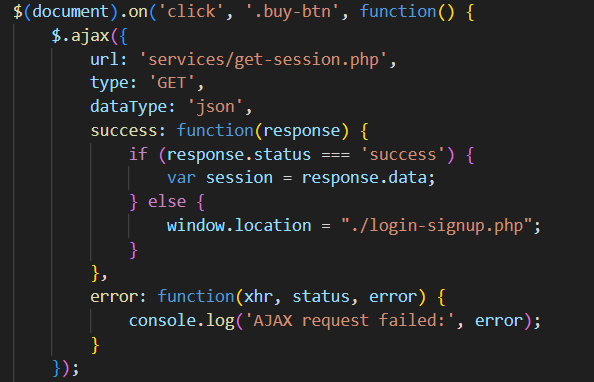 $(document).on('click', '.buy-btn', function() {
    $.ajax({
        url: 'services/get-session.php',
        type: 'GET',
        dataType: 'json',
        success: function(response) {
            if (response.status === 'success') {
                var session = response.data;
            } else {
                window.location = "./login-signup.php";
            }
        },
        error: function(xhr, status, error) {
            console.log('AJAX request failed:', error);
        }
    });